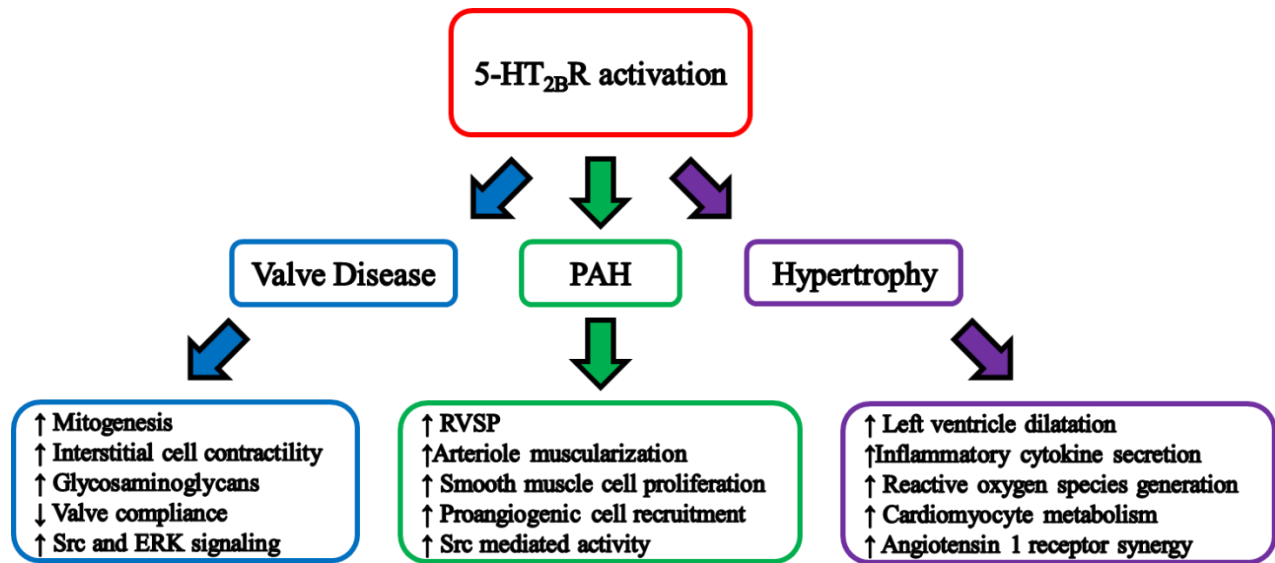 5-HT2BR activation
Valve Disease
PAH
Hypertrophy
↑ Mitogenesis
↑ Interstitial cell contractility
↑ Glycosaminoglycans
↓ Valve compliance
↑ Src and ERK signaling
↑ RVSP
↑Arteriole muscularization
↑ Smooth muscle cell proliferation
↑ Proangiogenic cell recruitment
↑ Src mediated activity
↑ Left ventricle dilatation
↑Inflammatory cytokine secretion
↑ Reactive oxygen species generation
↑ Cardiomyocyte metabolism
↑ Angiotensin 1 receptor synergy